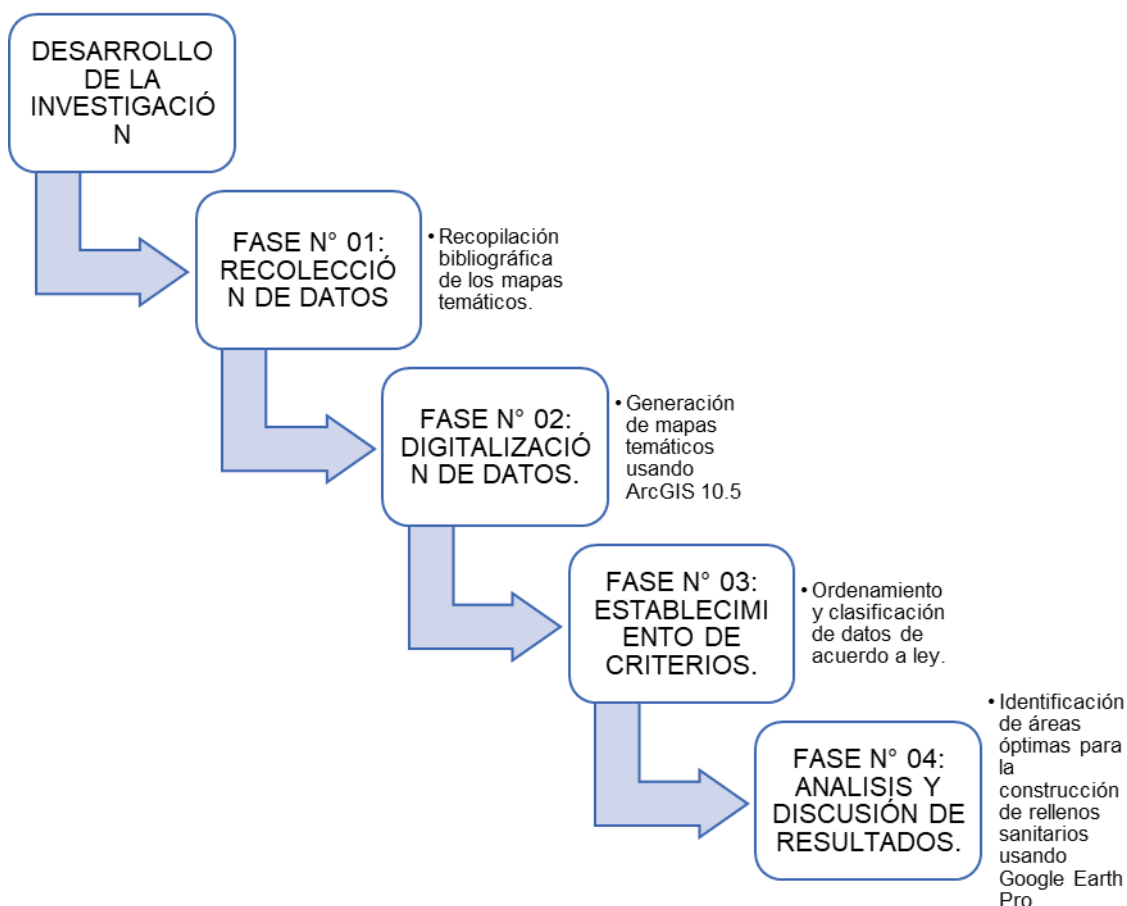 DESARROLLO
DE LA
INVESTIGACIÓ
N
FASE N° 01:
RECOLECCIÓ
N DE DATOS
• Recopilación
bibliográfica
de los mapas
temáticos.
FASE N° 02:
DIGITALIZACIÓ
N DE DATOS.
• Generación
de mapas
temáticos
usando
ArcGIS 10.5
FASE N° 03:
ESTABLECIMI
ENTO DE
CRITERIOS.
• Ordenamiento
y clasificación
de datos de
acuerdo a ley.
FASE N° 04:
ANALISIS Y
DISCUSIÓN DE
RESULTADOS.
• Identificación
de áreas
óptimas para
la
construcción
de rellenos
sanitarios
usando
Google Earth
Pro